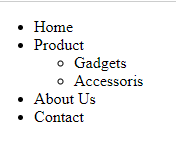 Home
Product
Gadgets
Accessoris
About Us
Contact